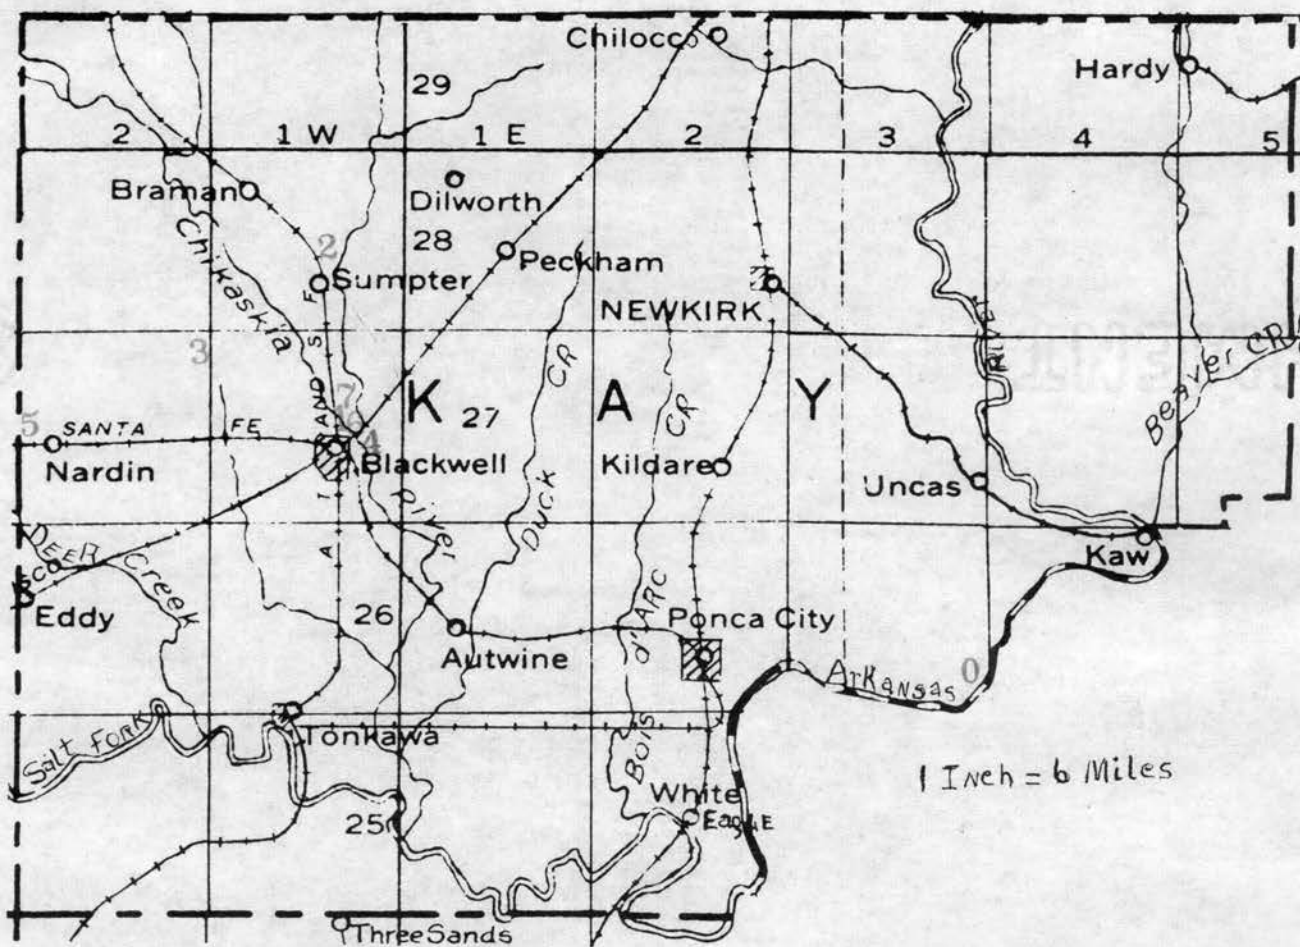 Chilocco
Hardy
29
2
1 W
1 E
2
3
4
5
Braman
Dilworth
Chikaskia
28
2
Sumpter
Peckham
NEWKIRK
River
3
Beaver CR
S F
AND
7
6
4
K
27
A
Y
CR
CR
5
SANTA FE
Nardin
Blackwell
Kildare
Uncas
I
A
River
Duck
Kaw
DEER Creek
Eddy
26
Autwine
Ponca City
d'ARC
Arkansas
0
Salt Fork
Tonkawa
Bois
1 Inch = 6 Miles
White
EAGLE
25
Three Sands